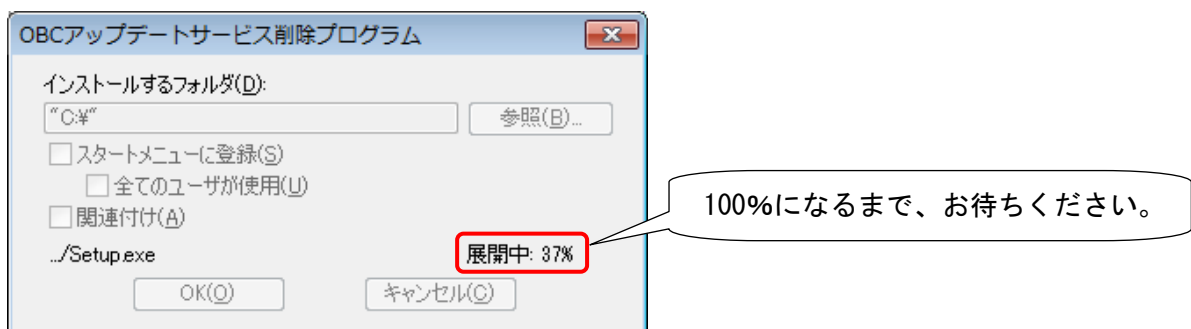 OBCアップデートサービス削除プログラム
インストールするフォルダ(D):
"C:¥" 参照(B)...
スタートメニューに登録(S)
全てのユーザが使用(U)
関連付け(A)
../Setup.exe 展開中: 37%
100%になるまで、お待ちください。
OK(O) キャンセル(C)